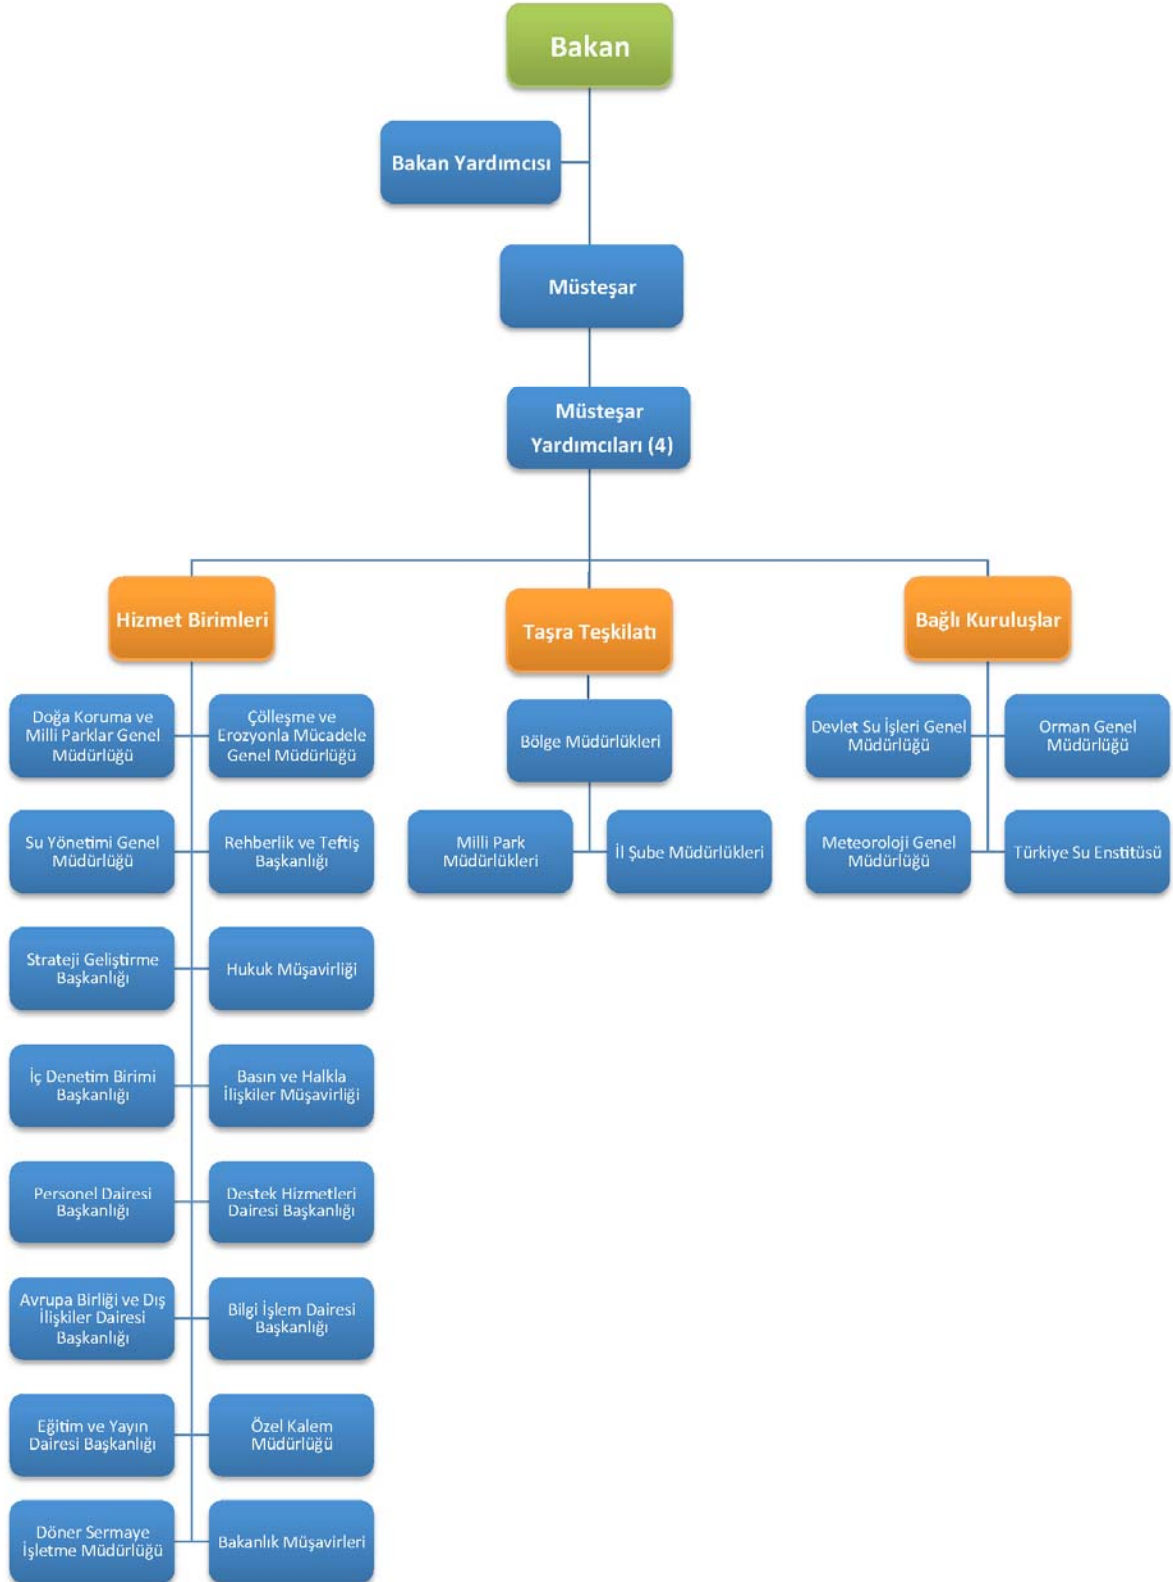 Bakan
Bakan Yardımcısı
Müsteşar
Müsteşar
Yardımcıları (4)
Hizmet Birimleri
Taşra Teşkilatı
Bağlı Kuruluşlar
Doğa Koruma ve
Milli Parklar Genel
Müdürlüğü
Çölleşme ve
Erozyonla Mücadele
Genel Müdürlüğü
Su Yönetimi Genel
Müdürlüğü
Rehberlik ve Teftiş
Başkanlığı
Strateji Geliştirme
Başkanlığı
Hukuk Müşavirliği
İç Denetim Birimi
Başkanlığı
Basın ve Halkla
İlişkiler Müşavirliği
Personel Dairesi
Başkanlığı
Destek Hizmetleri
Dairesi Başkanlığı
Avrupa Birliği ve Dış
İlişkiler Dairesi
Başkanlığı
Bilgi İşlem Dairesi
Başkanlığı
Eğitim ve Yayın
Dairesi Başkanlığı
Özel Kalem
Müdürlüğü
Döner Sermaye
İşletme Müdürlüğü
Bakanlık Müşavirleri
Bölge Müdürlükleri
Milli Park
Müdürlükleri
İl Şube Müdürlükleri
Devlet Su İşleri Genel
Müdürlüğü
Orman Genel
Müdürlüğü
Meteoroloji Genel
Müdürlüğü
Türkiye Su Enstitüsü